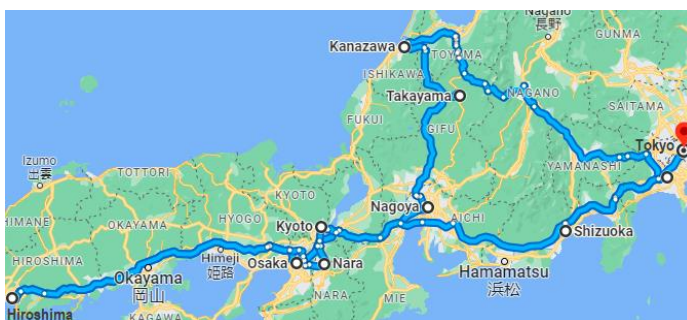 Nagano
長野
GUNMA
Kanazawa
TOYAMA
ISHIKAWA
NAGANO
Takayama
SAITAMA
FUKUI
GIFU
Tokyo
YAMANASHI
Izumo
出雲
TOTTORI
KYOTO
Nagoya
AICHI
SHIMANE
OKAYAMA
HYOGO
Kyoto
Shizuoka
HIROSHIMA
Himeji
姫路
Osaka
Nara
Hamamatsu
浜松
Okayama
岡山
NARA
MIE
Hiroshima
KAGAWA